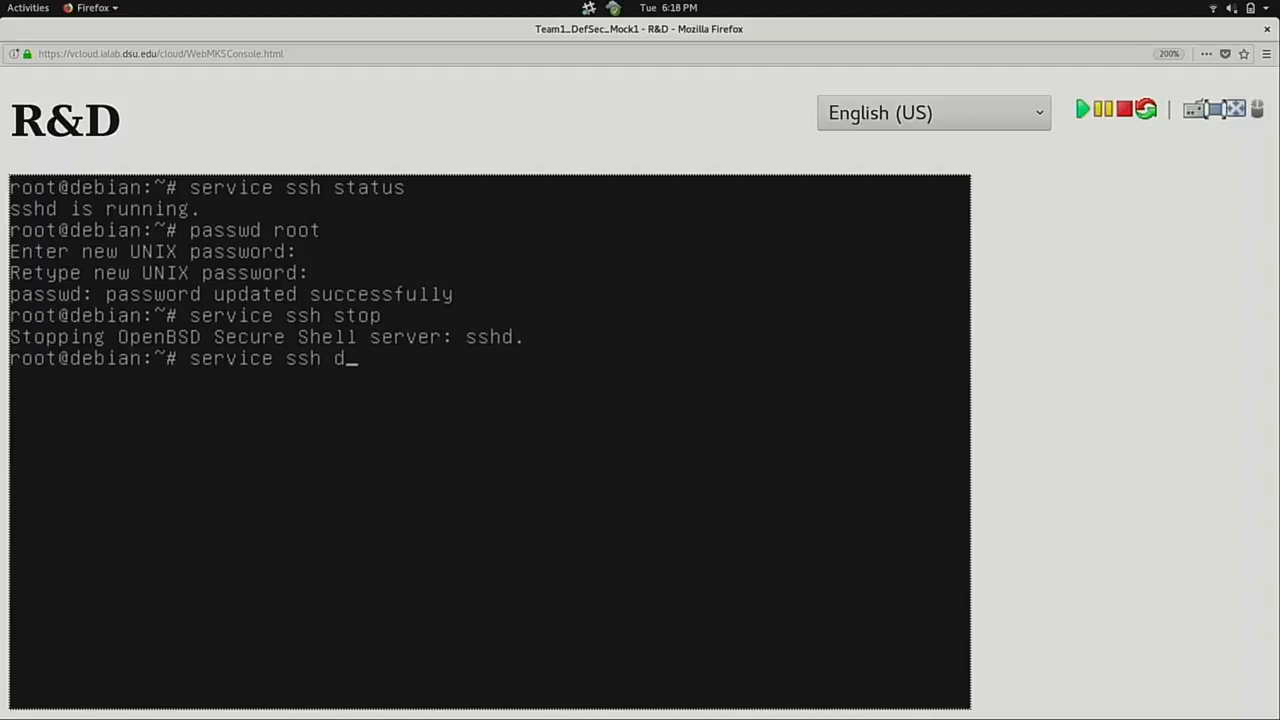 Activities Firefox Tue 6:18 PM
Team1_DefSec_Mock1 - R&D - Mozilla Firefox
https://vcloud.ialab.dsu.edu/cloud/WebMKSConsole.html 200%
R&D
English (US)
root@debian:~# service ssh status
sshd is running.
root@debian:~# passwd root
Enter new UNIX password:
Retype new UNIX password:
passwd: password updated successfully
root@debian:~# service ssh stop
Stopping OpenBSD Secure Shell server: sshd.
root@debian:~# service ssh d_